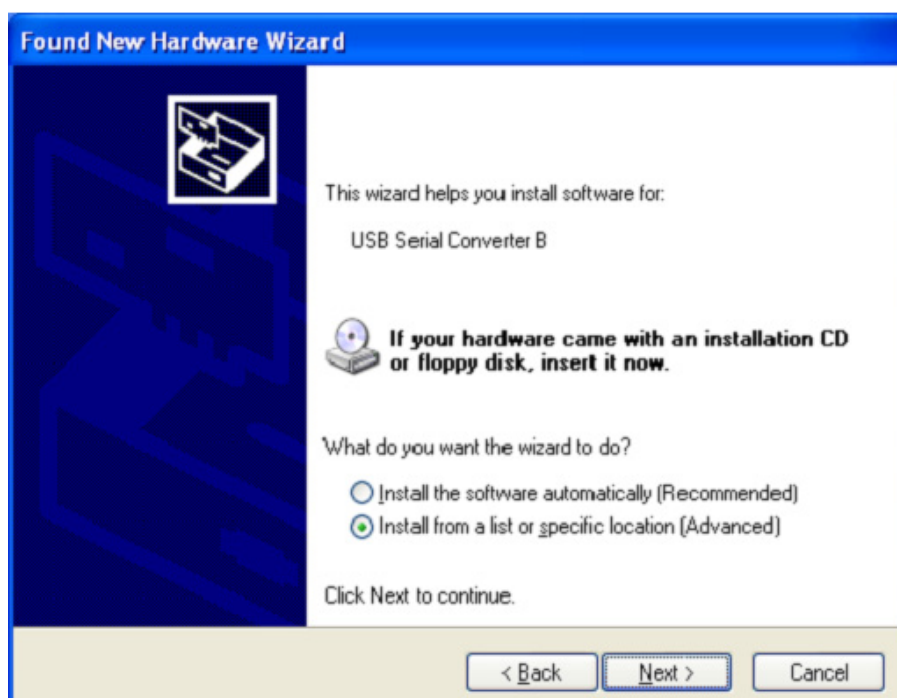 Found New Hardware Wizard
This wizard helps you install software for:
USB Serial Converter B
If your hardware came with an installation CD
or floppy disk, insert it now.
What do you want the wizard to do?
Install the software automatically (Recommended)
Install from a list or specific location (Advanced)
Click Next to continue.
< Back Next > Cancel